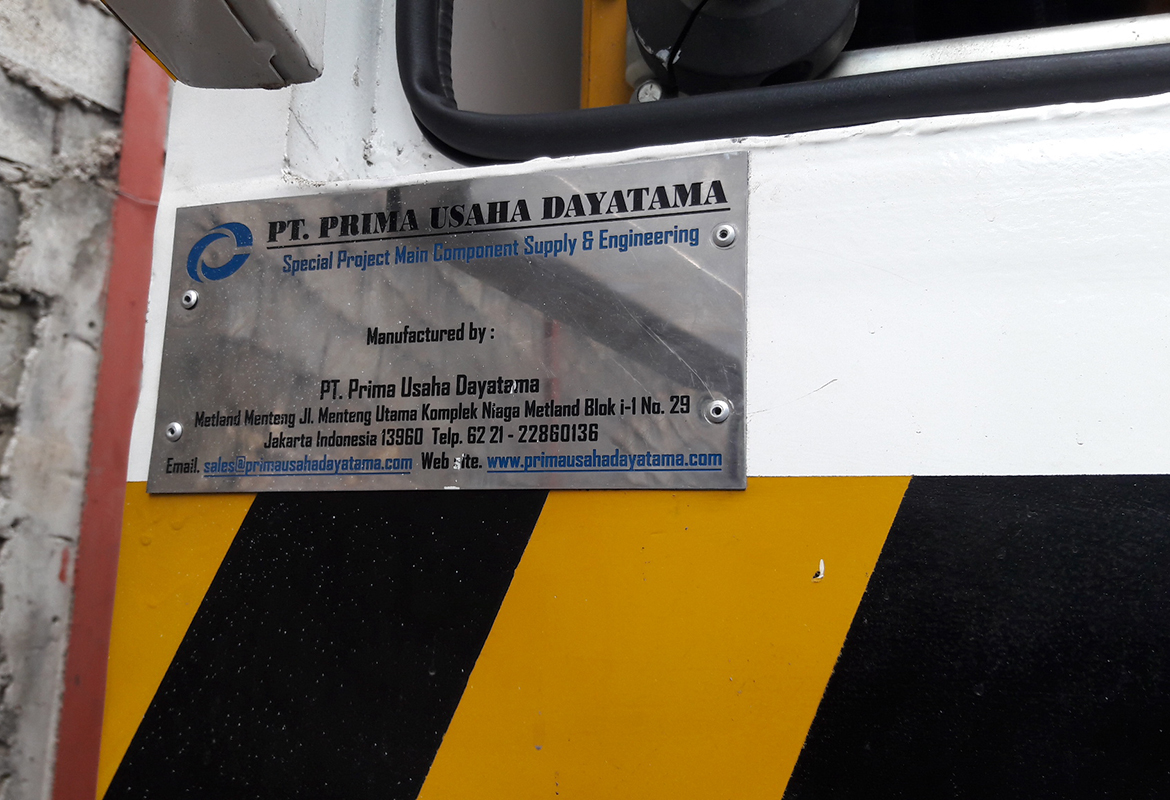 PT. PRIMA USAHA DAYATAMA
Special Project Main Component Supply & Engineering
Manufactured by :
PT. Prima Usaha Dayatama
Metland Menteng Jl. Menteng Utama Komplek Niaga Metland Blok i-1 No. 29
Jakarta Indonesia 13960 Telp. 62 21 - 22860136
Email. sales@primausahadayatama.com Web site. www.primausahadayatama.com